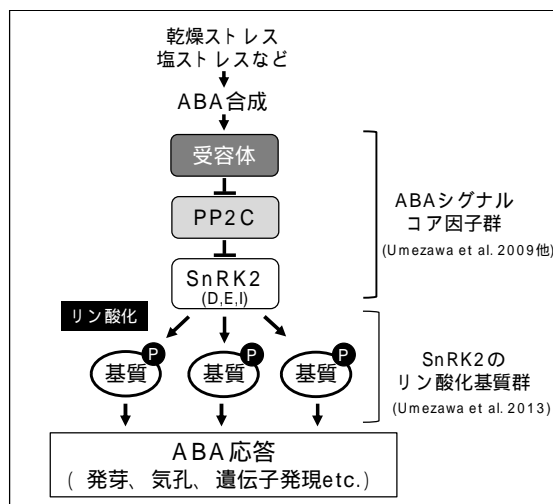 乾燥ストレス
塩ストレスなど
ABA合成
受容体
PP2C
ABAシグナル
コア因子群
(Umezawa et al. 2009他)
SnRK2
(D,E,I)
リン酸化
P P P
基質 基質 基質
SnRK2の
リン酸化基質群
(Umezawa et al. 2013)
ABA応答
( 発芽、気孔、遺伝子発現etc.)